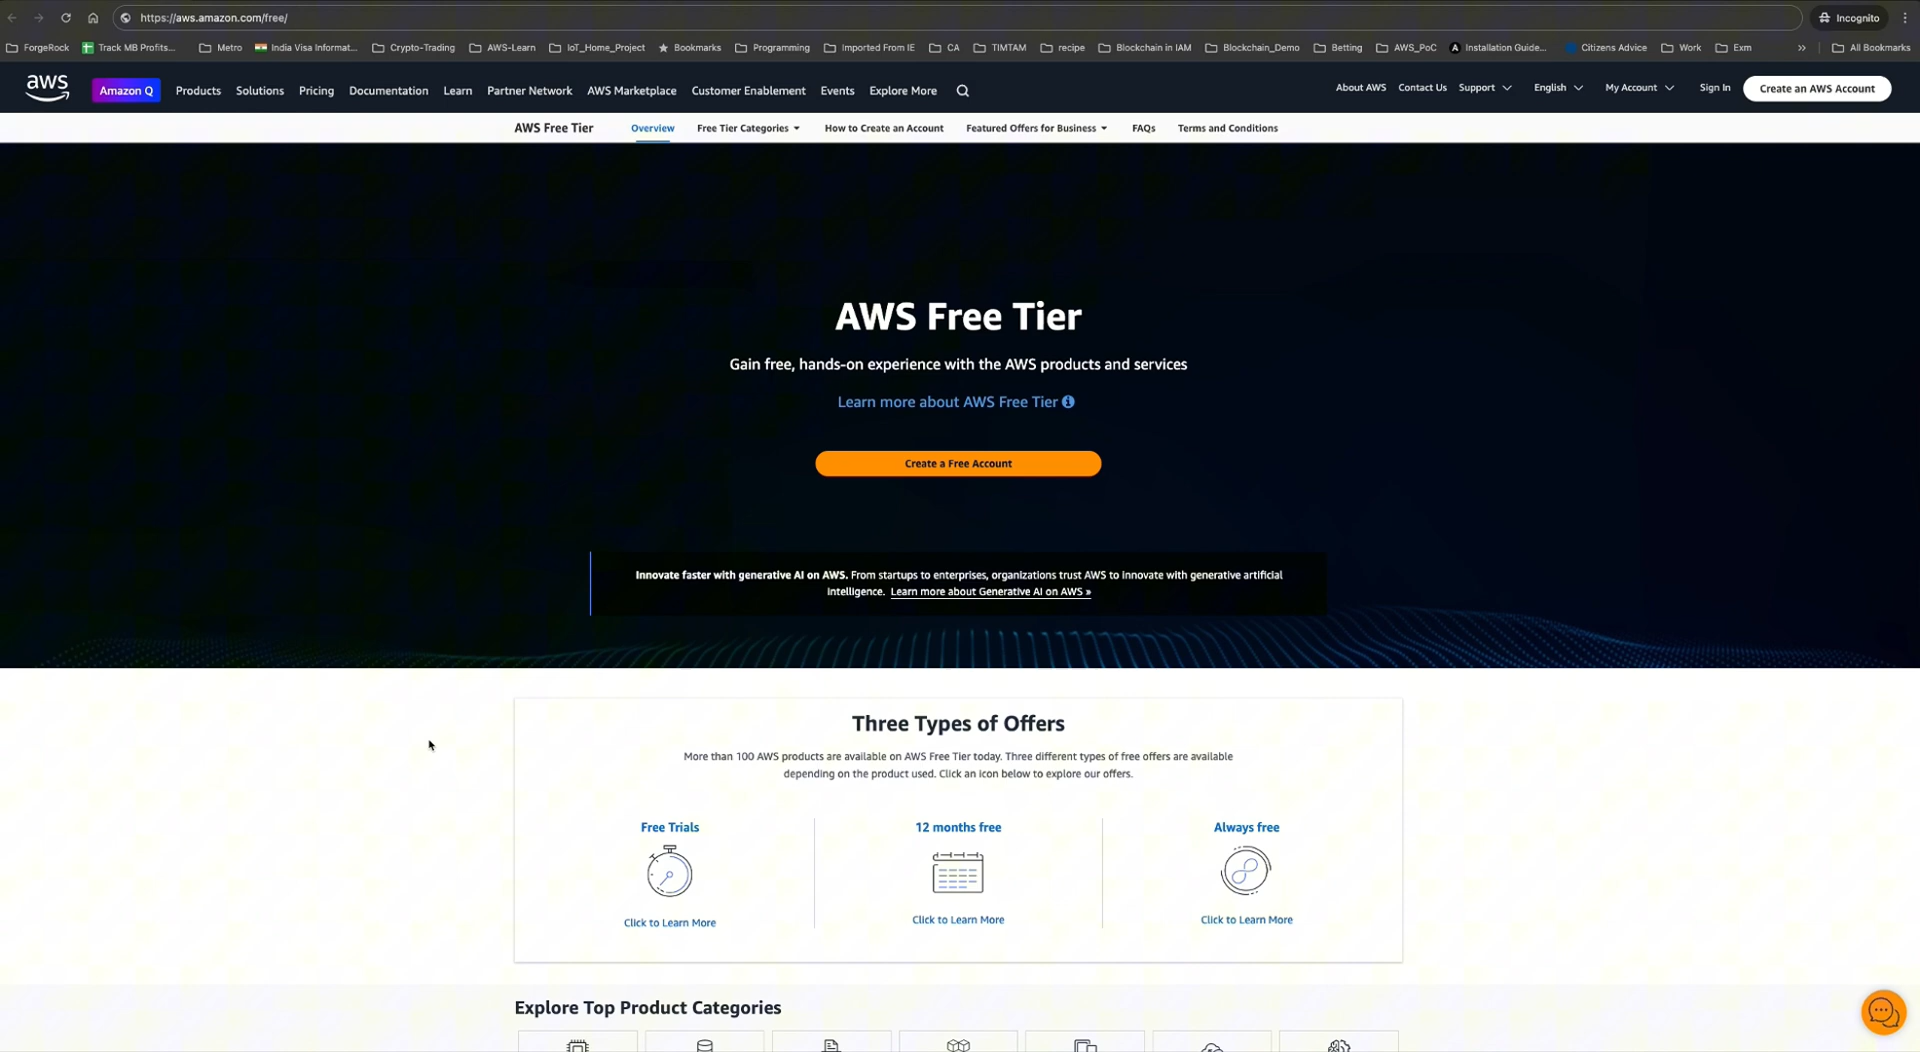 https://aws.amazon.com/free/
Incognito
ForgeRock Track MB Profits... Metro India Visa Informat... Crypto-Trading AWS-Learn IoT_Home_Project Bookmarks Programming Imported From IE CA TIMTAM recipe Blockchain in IAM Blockchain_Demo Betting AWS_PoC Installation Guide... Citizens Advice Work Exm » All Bookmarks
aws Amazon Q Products Solutions Pricing Documentation Learn Partner Network AWS Marketplace Customer Enablement Events Explore More About AWS Contact Us Support English My Account Sign In Create an AWS Account
AWS Free Tier Overview Free Tier Categories How to Create an Account Featured Offers for Business FAQs Terms and Conditions
AWS Free Tier
Gain free, hands-on experience with the AWS products and services
Learn more about AWS Free Tier
Create a Free Account
Innovate faster with generative AI on AWS. From startups to enterprises, organizations trust AWS to innovate with generative artificial
intelligence. Learn more about Generative AI on AWS »
Three Types of Offers
More than 100 AWS products are available on AWS Free Tier today. Three different types of free offers are available
depending on the product used. Click an icon below to explore our offers.
Free Trials 12 months free Always free
Click to Learn More Click to Learn More Click to Learn More
Explore Top Product Categories